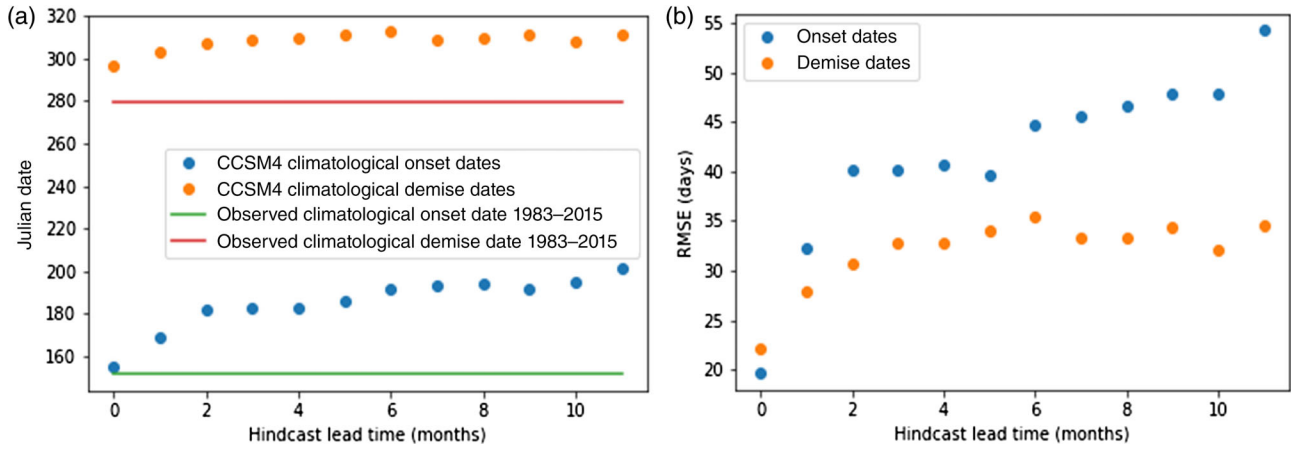 (a)
320
300
280
260
240
220
200
180
160
Julian date
CCSM4 climatological onset dates
CCSM4 climatological demise dates
Observed climatological onset date 1983–2015
Observed climatological demise date 1983–2015
0 2 4 6 8 10
Hindcast lead time (months)
(b)
55
50
45
40
35
30
25
20
RMSE (days)
Onset dates
Demise dates
0 2 4 6 8 10
Hindcast lead time (months)